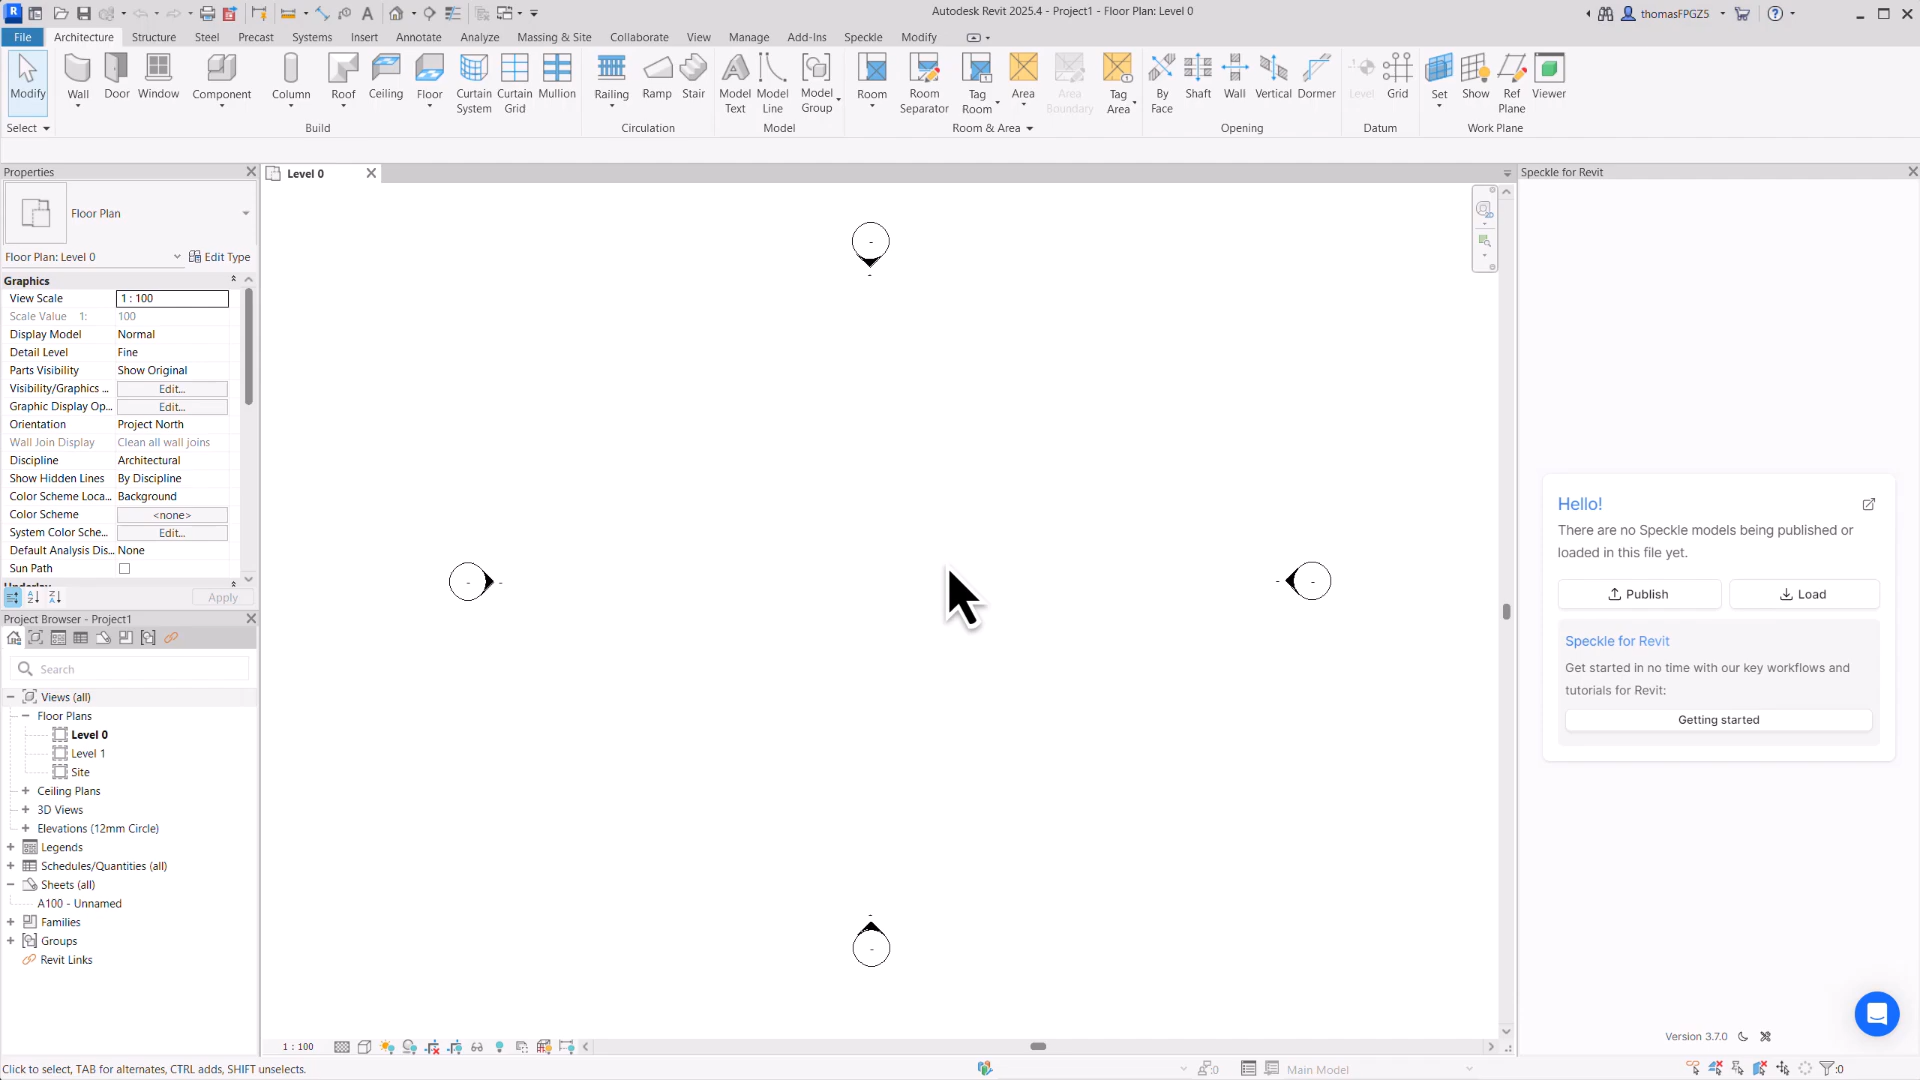 Autodesk Revit 2025.4 - Project1 - Floor Plan: Level 0
thomasFPGZ5
File Architecture Structure Steel Precast Systems Insert Annotate Analyze Massing & Site Collaborate View Manage Add-Ins Speckle Modify
Modify Wall Door Window Component Column Roof Ceiling Floor Curtain System Curtain Grid Mullion Railing Ramp Stair Model Text Model Line Model Group Room Room Separator Tag Room Area Area Boundary Tag Area By Face Shaft Wall Vertical Dormer Level Grid Set Show Ref Plane Viewer
Select Build Circulation Model Room & Area Opening Datum Work Plane
Properties
Floor Plan
Floor Plan: Level 0 Edit Type
Graphics
View Scale 1 : 100
Scale Value 1: 100
Display Model Normal
Detail Level Fine
Parts Visibility Show Original
Visibility/Graphics ... Edit...
Graphic Display Op... Edit...
Orientation Project North
Wall Join Display Clean all wall joins
Discipline Architectural
Show Hidden Lines By Discipline
Color Scheme Loca... Background
Color Scheme <none>
System Color Sche... Edit...
Default Analysis Dis... None
Sun Path
Underlay
Apply
Project Browser - Project1
Search
Views (all)
Floor Plans
Level 0
Level 1
Site
Ceiling Plans
3D Views
Elevations (12mm Circle)
Legends
Schedules/Quantities (all)
Sheets (all)
A100 - Unnamed
Families
Groups
Revit Links
Level 0
1 : 100
Speckle for Revit
Hello!
There are no Speckle models being published or
loaded in this file yet.
Publish Load
Speckle for Revit
Get started in no time with our key workflows and
tutorials for Revit:
Getting started
Version 3.7.0
Click to select, TAB for alternates, CTRL adds, SHIFT unselects.
:0 Main Model :0